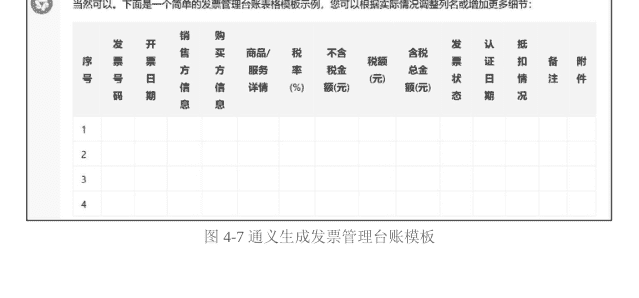 当然可以。下面是一个简单的发票管理台账表格模板示例，您可以根据实际情况调整列名或增加更多细节：
序号 发票号码 开票日期 销售方信息 购买方信息 商品/服务详情 税率(%) 不含税金额(元) 税额(元) 含税总金额(元) 发票状态 认证日期 抵扣情况 备注 附件
1
2
3
4
图 4-7 通义生成发票管理台账模板